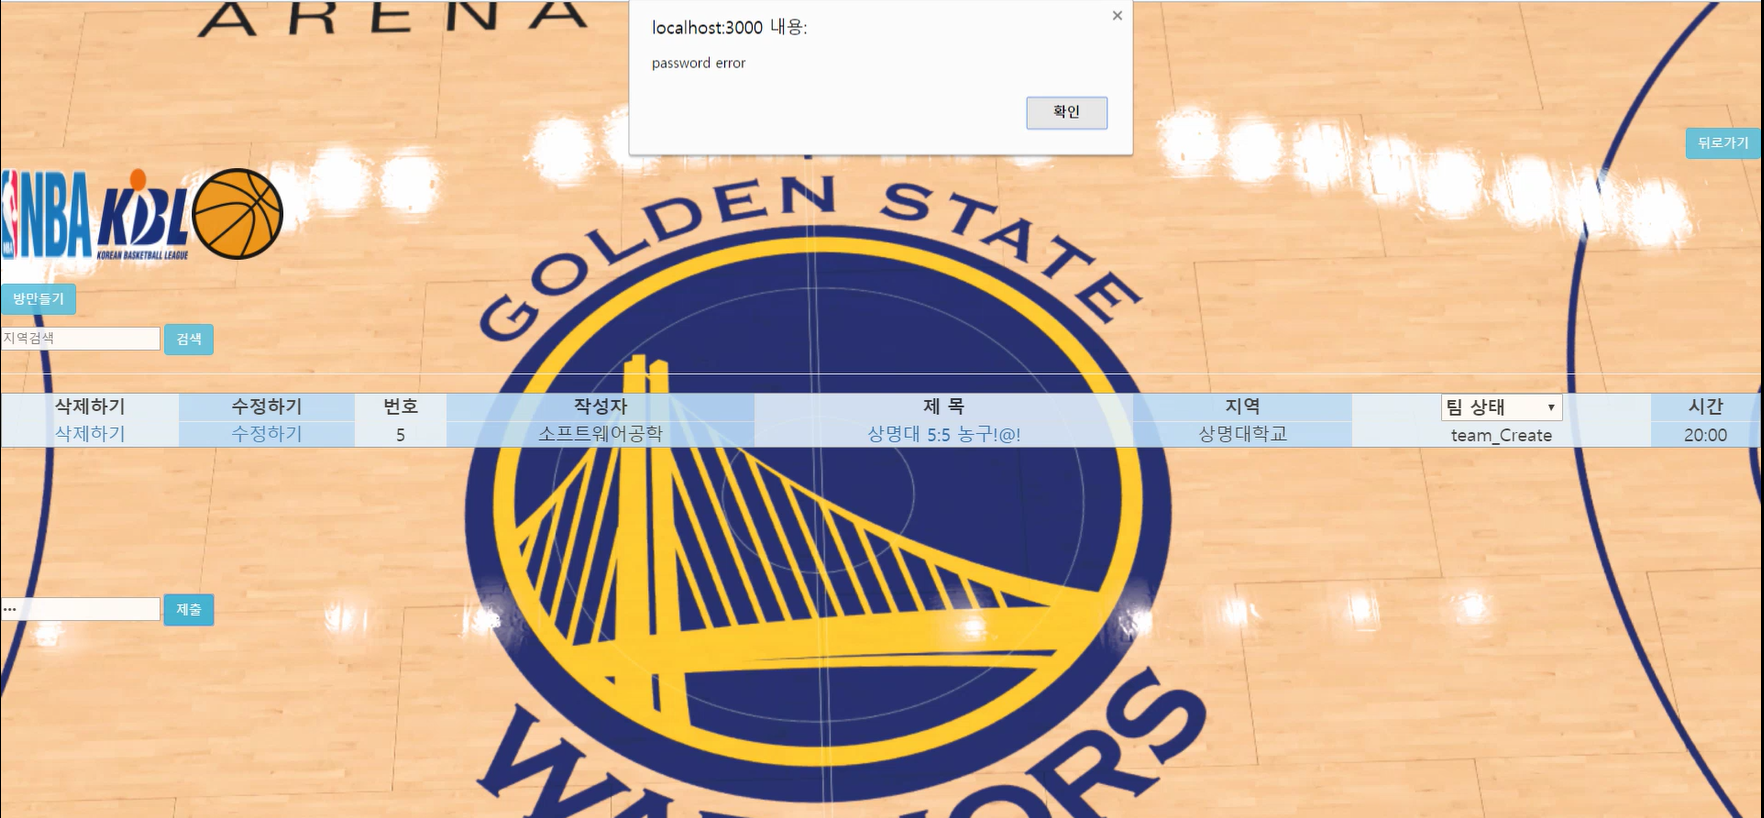 ARENA
localhost:3000 내용:
password error
확인
뒤로가기
GOLDEN STATE
NBA
NBA
KBL
KOREAN BASKETBALL LEAGUE
방만들기
지역검색
검색
삭제하기 수정하기 번호 작성자 제 목 지역 팀 상태 시간
삭제하기 수정하기 5 소프트웨어공학 상명대 5:5 농구!@! 상명대학교 team_Create 20:00
•••
제출
WARRIORS